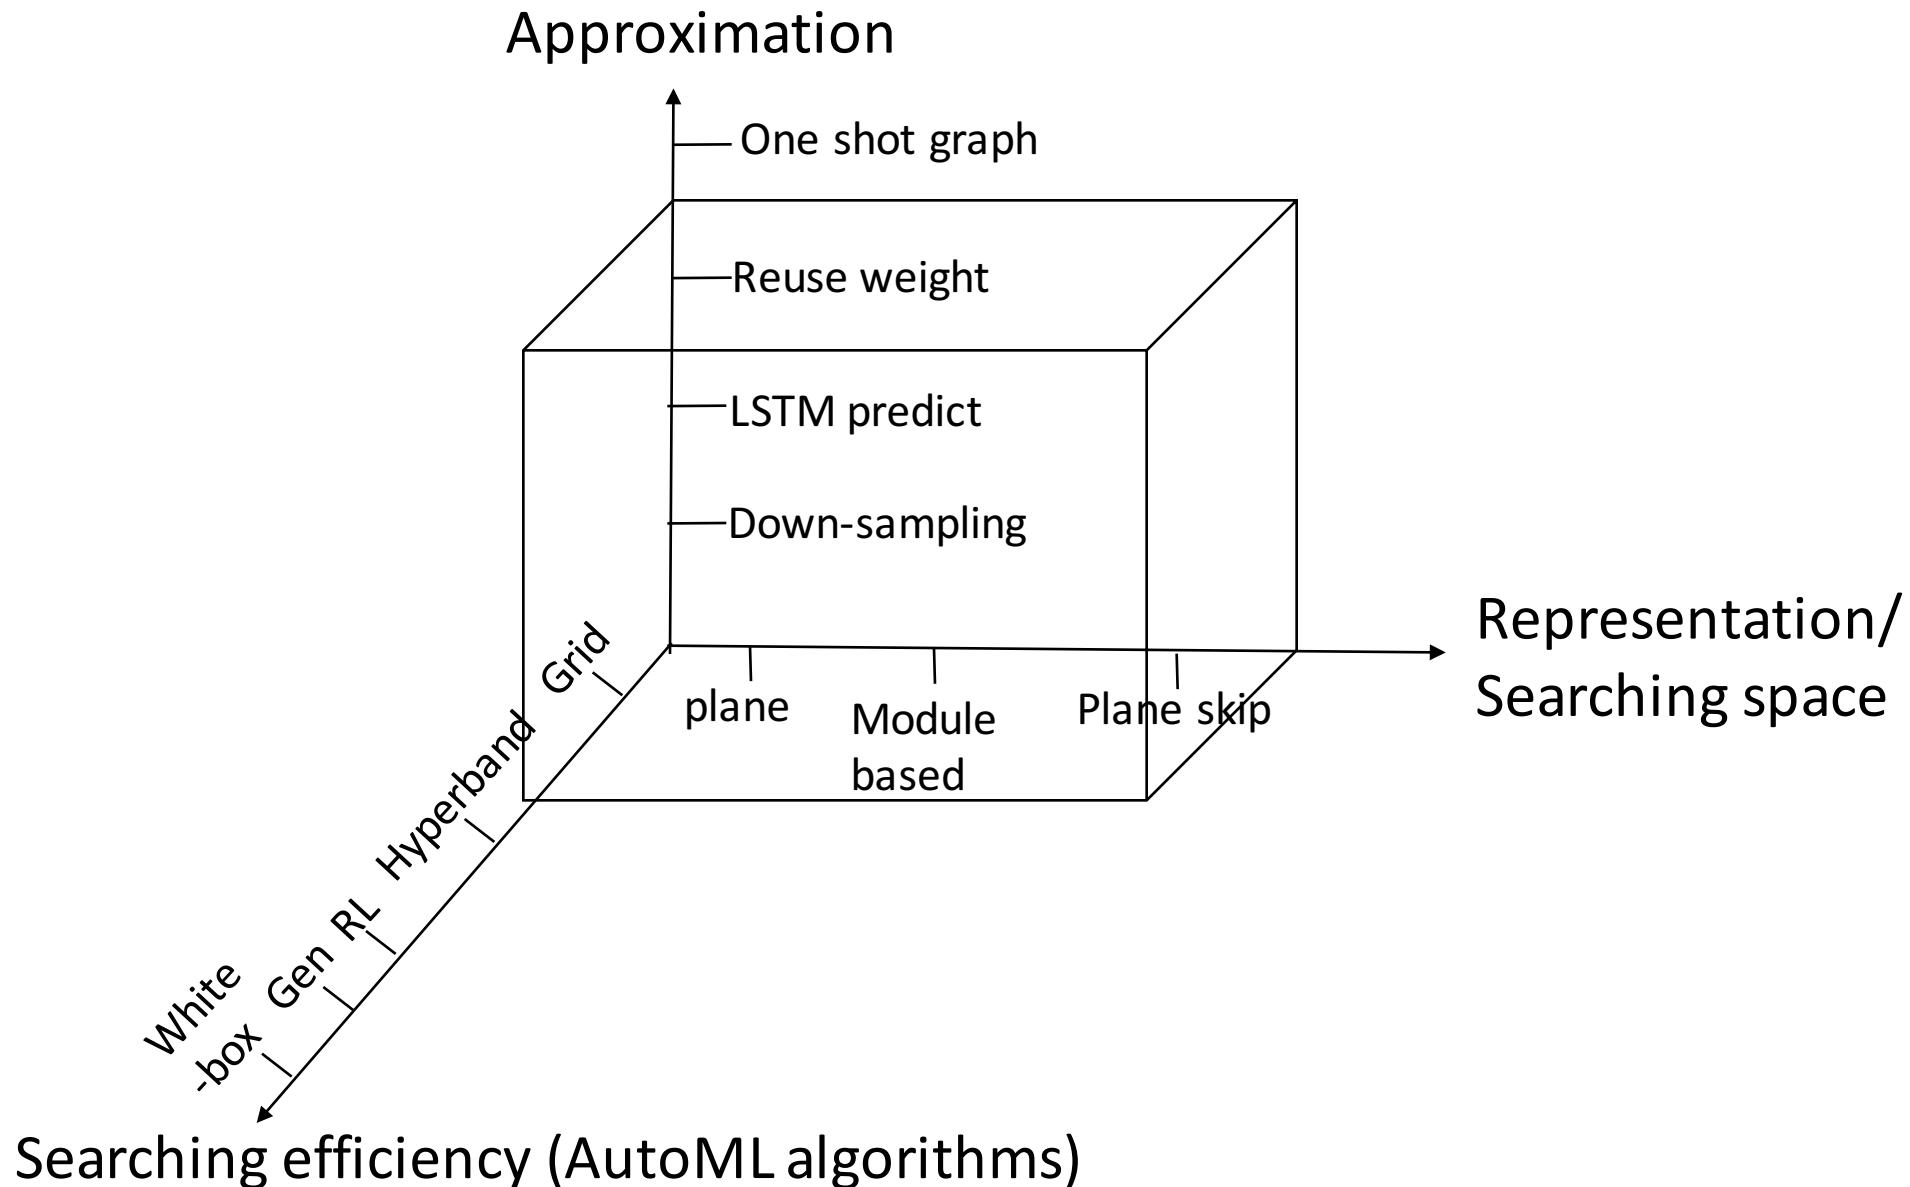 Approximation
One shot graph
Reuse weight
LSTM predict
Down-sampling
Representation/
Searching space
plane
Module
based
Plane skip
Grid
Hyperband
RL
Gen
White
-box
Searching efficiency (AutoML algorithms)